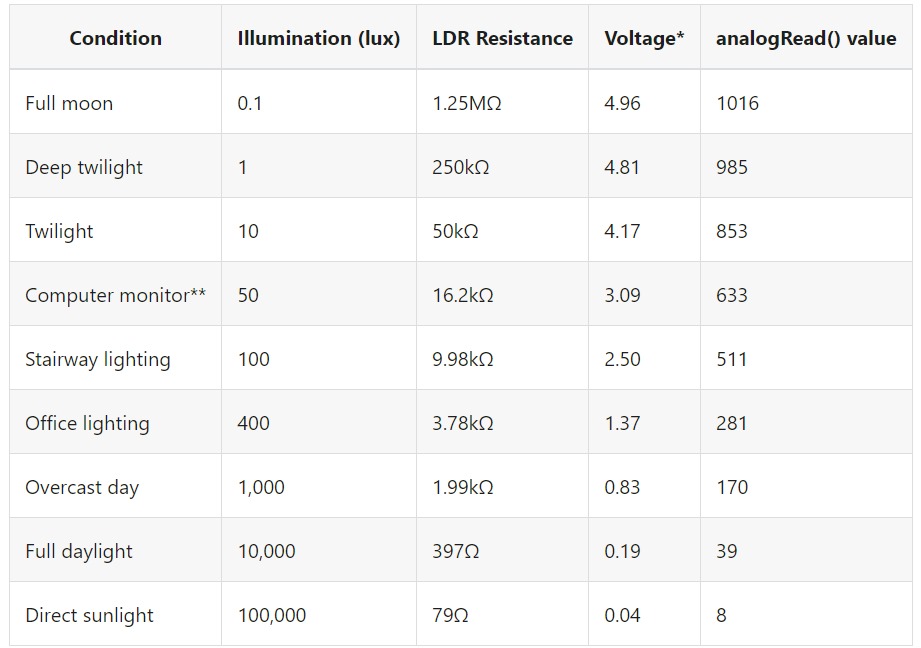 Condition Illumination (lux) LDR Resistance Voltage* analogRead() value
Full moon 0.1 1.25MΩ 4.96 1016
Deep twilight 1 250kΩ 4.81 985
Twilight 10 50kΩ 4.17 853
Computer monitor** 50 16.2kΩ 3.09 633
Stairway lighting 100 9.98kΩ 2.50 511
Office lighting 400 3.78kΩ 1.37 281
Overcast day 1,000 1.99kΩ 0.83 170
Full daylight 10,000 397Ω 0.19 39
Direct sunlight 100,000 79Ω 0.04 8